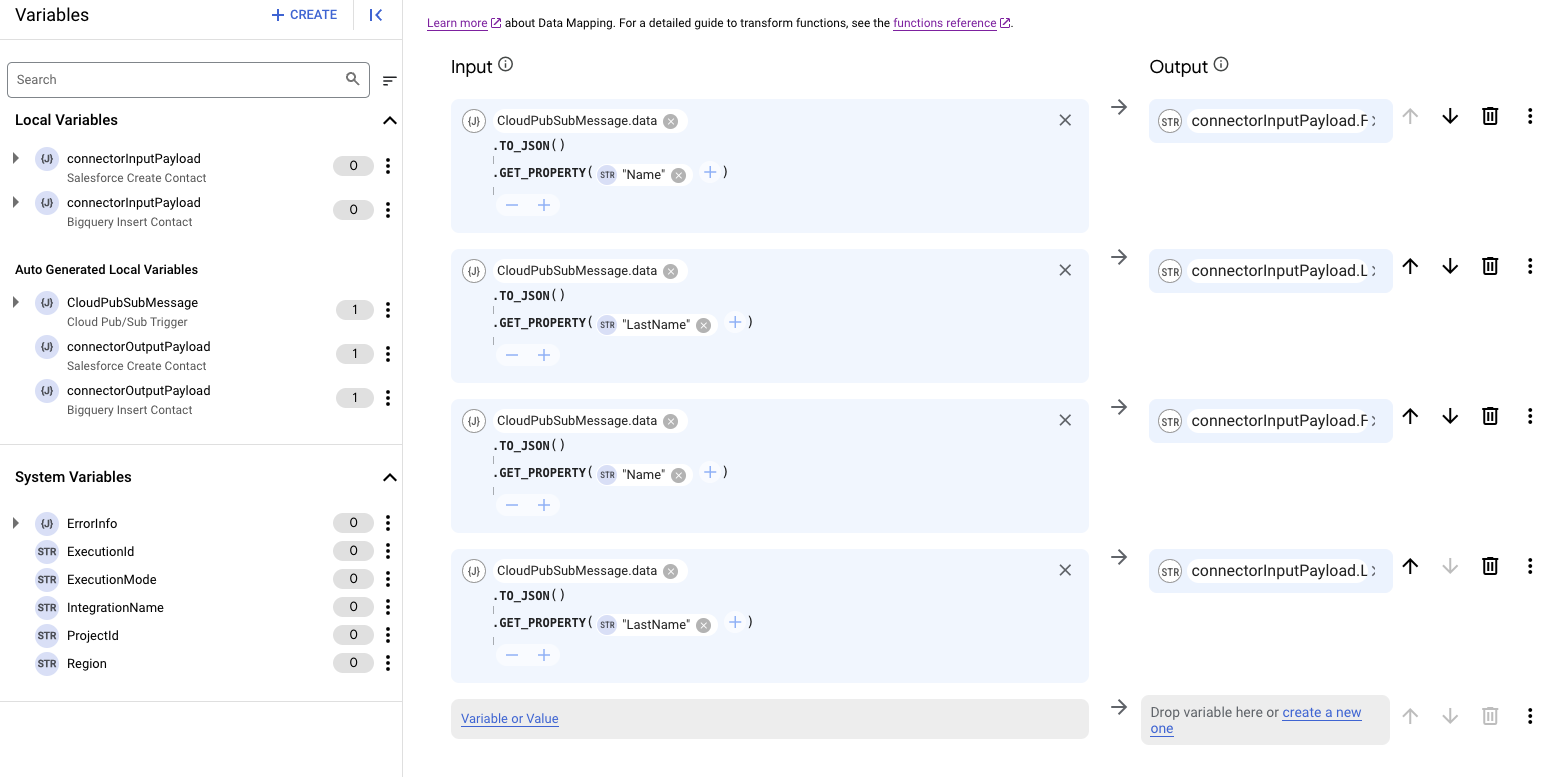 Variables
+ CREATE
Search
Local Variables
{J} connectorInputPayload 0
Salesforce Create Contact
{J} connectorInputPayload 0
Bigquery Insert Contact
Auto Generated Local Variables
{J} CloudPubSubMessage 1
Cloud Pub/Sub Trigger
{J} connectorOutputPayload 1
Salesforce Create Contact
{J} connectorOutputPayload 1
Bigquery Insert Contact
System Variables
{J} ErrorInfo 0
STR ExecutionId 0
STR ExecutionMode 0
STR IntegrationName 0
STR ProjectId 0
STR Region 0
Learn more about Data Mapping. For a detailed guide to transform functions, see the functions reference.
Input
Output
{J} CloudPubSubMessage.data
.TO_JSON()
.GET_PROPERTY( STR "Name" + )
STR connectorInputPayload.F
{J} CloudPubSubMessage.data
.TO_JSON()
.GET_PROPERTY( STR "LastName" + )
STR connectorInputPayload.L
{J} CloudPubSubMessage.data
.TO_JSON()
.GET_PROPERTY( STR "Name" + )
STR connectorInputPayload.F
{J} CloudPubSubMessage.data
.TO_JSON()
.GET_PROPERTY( STR "LastName" + )
STR connectorInputPayload.L
Variable or Value
Drop variable here or create a new
one